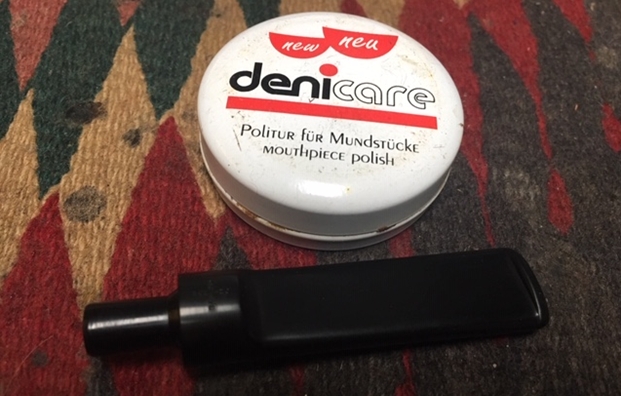 new neu
denicare
Politur für Mundstücke
mouthpiece polish